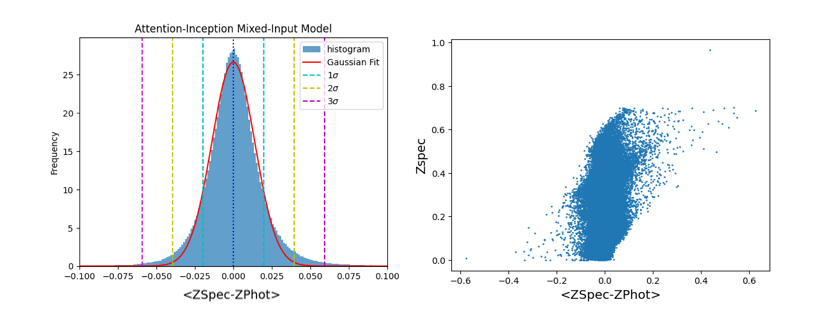 Attention-Inception Mixed-Input Model
histogram
Gaussian Fit
1σ
2σ
3σ
Frequency
25
20
15
10
5
0
−0.100 −0.075 −0.050 −0.025 0.000 0.025 0.050 0.075 0.100
<ZSpec-ZPhot>
Zspec
1.0
0.8
0.6
0.4
0.2
0.0
−0.6 −0.4 −0.2 0.0 0.2 0.4 0.6
<ZSpec-ZPhot>